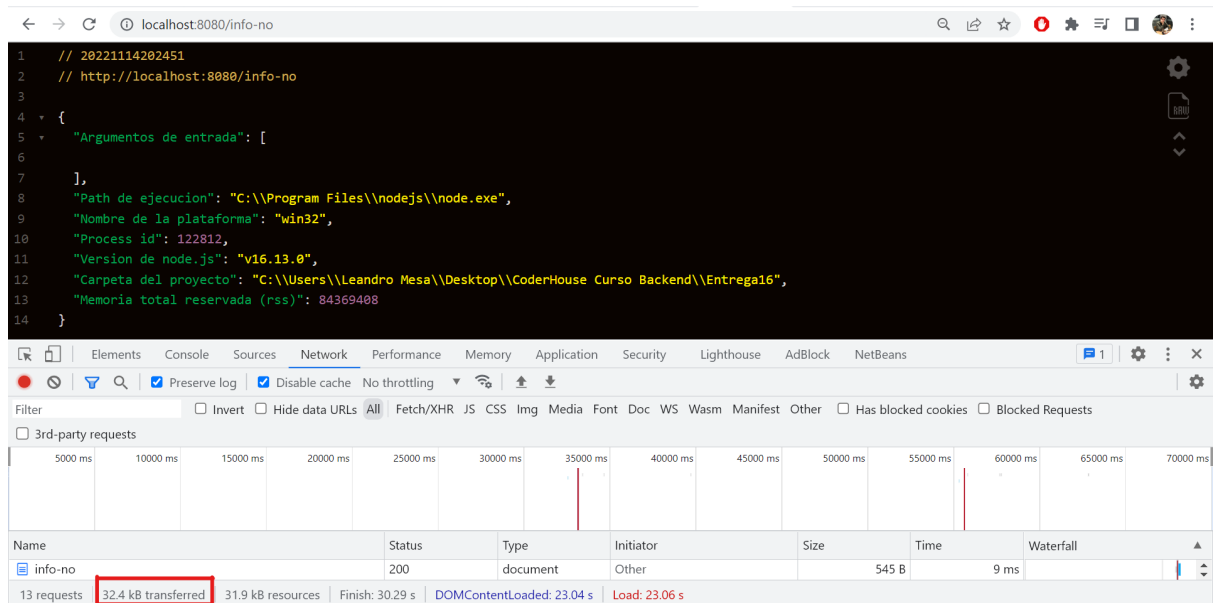 localhost:8080/info-no
1 // 20221114202451
2 // http://localhost:8080/info-no
3
4 {
5 "Argumentos de entrada": [
6
7 ],
8 "Path de ejecucion": "C:\\Program Files\\nodejs\\node.exe",
9 "Nombre de la plataforma": "win32",
10 "Process id": 122812,
11 "Version de node.js": "v16.13.0",
12 "Carpeta del proyecto": "C:\\Users\\Leandro Mesa\\Desktop\\CoderHouse Curso Backend\\Entrega16",
13 "Memoria total reservada (rss)": 84369408
14 }
RAW
Elements Console Sources Network Performance Memory Application Security Lighthouse AdBlock NetBeans 1
Preserve log Disable cache No throttling
Filter Invert Hide data URLs All Fetch/XHR JS CSS Img Media Font Doc WS Wasm Manifest Other Has blocked cookies Blocked Requests
3rd-party requests
5000 ms 10000 ms 15000 ms 20000 ms 25000 ms 30000 ms 35000 ms 40000 ms 45000 ms 50000 ms 55000 ms 60000 ms 65000 ms 70000 ms
Name Status Type Initiator Size Time Waterfall
info-no 200 document Other 545 B 9 ms
13 requests 32.4 kB transferred 31.9 kB resources Finish: 30.29 s DOMContentLoaded: 23.04 s Load: 23.06 s